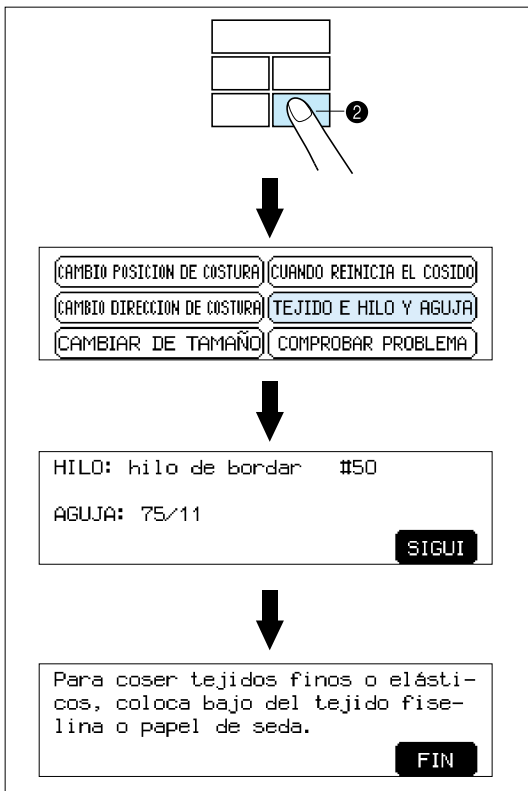 2
CAMBIO POSICION DE COSTURA CUANDO REINICIA EL COSIDO
CAMBIO DIRECCION DE COSTURA TEJIDO E HILO Y AGUJA
CAMBIAR DE TAMAÑO COMPROBAR PROBLEMA
HILO: hilo de bordar #50
AGUJA: 75/11
SIGUI
Para coser tejidos finos o elásti-
cos, coloca bajo del tejido fise-
lina o papel de seda.
FIN